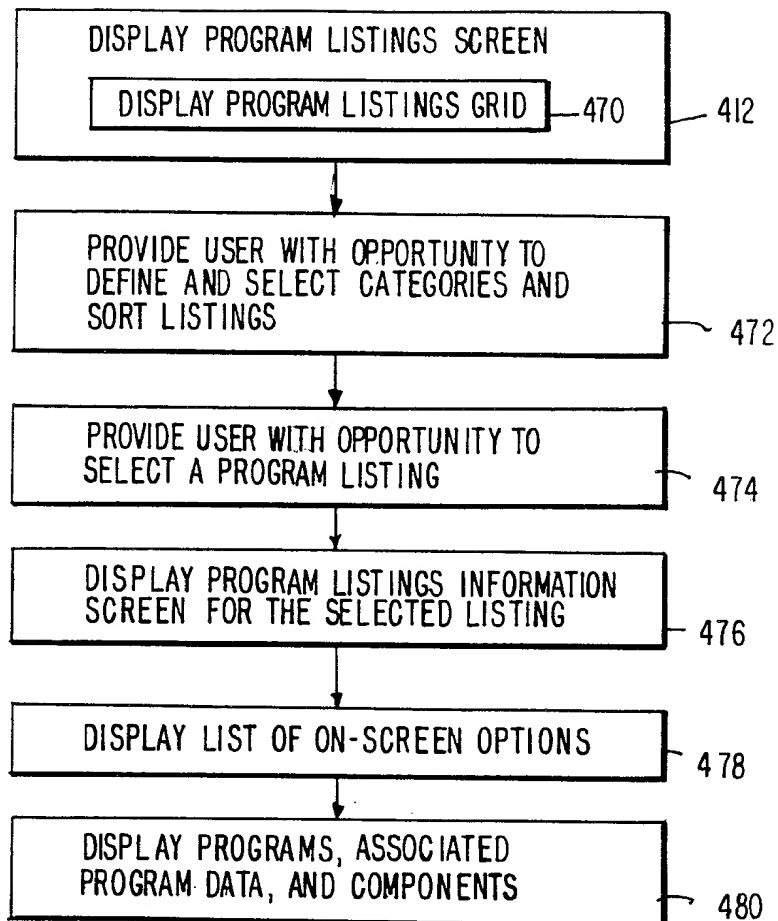 DISPLAY PROGRAM LISTINGS SCREEN
DISPLAY PROGRAM LISTINGS GRID
470
412
PROVIDE USER WITH OPPORTUNITY TO
DEFINE AND SELECT CATEGORIES AND
SORT LISTINGS
472
PROVIDE USER WITH OPPORTUNITY TO
SELECT A PROGRAM LISTING
474
DISPLAY PROGRAM LISTINGS INFORMATION
SCREEN FOR THE SELECTED LISTING
476
DISPLAY LIST OF ON-SCREEN OPTIONS
478
DISPLAY PROGRAMS, ASSOCIATED
PROGRAM DATA, AND COMPONENTS
480